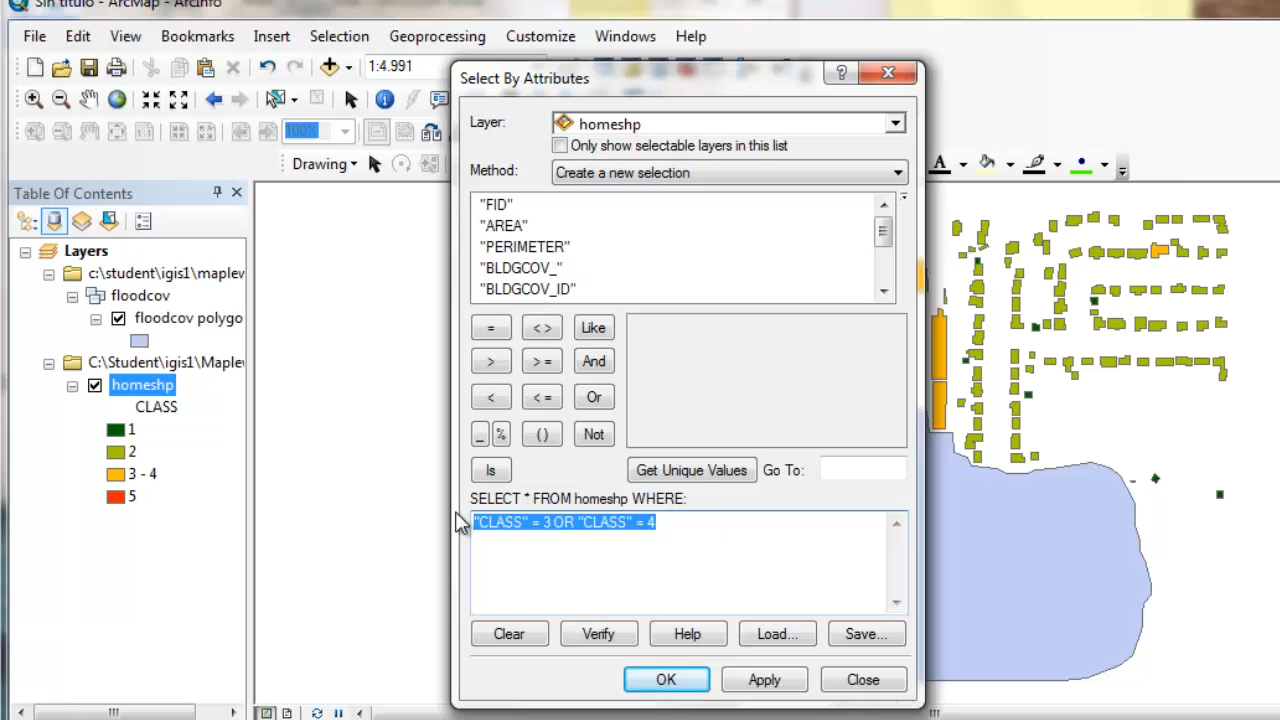 Sin título - ArcMap - ArcInfo
File Edit View Bookmarks Insert Selection Geoprocessing Customize Windows Help
1:4.991
100%
Drawing
Table Of Contents
Layers
c:\student\igis1\maplew
floodcov
floodcov polygo
C:\Student\igis1\Maplew
homeshp
CLASS
1
2
3 - 4
5
Select By Attributes
Layer: homeshp
Only show selectable layers in this list
Method: Create a new selection
"FID"
"AREA"
"PERIMETER"
"BLDGCOV_"
"BLDGCOV_ID"
= < > Like
> > = And
< < = Or
_ % ( ) Not
Is Get Unique Values Go To:
SELECT * FROM homeshp WHERE:
"CLASS" = 3 OR "CLASS" = 4
Clear Verify Help Load... Save...
OK Apply Close